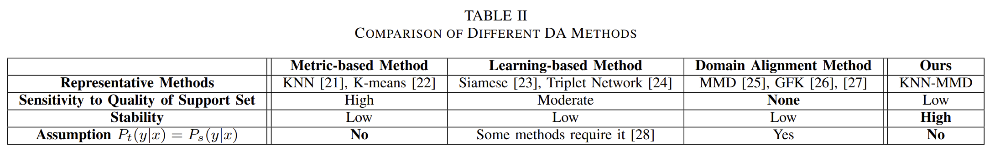 TABLE II
COMPARISON OF DIFFERENT DA METHODS
Metric-based Method Learning-based Method Domain Alignment Method Ours
Representative Methods KNN [21], K-means [22] Siamese [23], Triplet Network [24] MMD [25], GFK [26], [27] KNN-MMD
Sensitivity to Quality of Support Set High Moderate None Low
Stability Low Low Low High
Assumption P_t(y|x) = P_s(y|x) No Some methods require it [28] Yes No